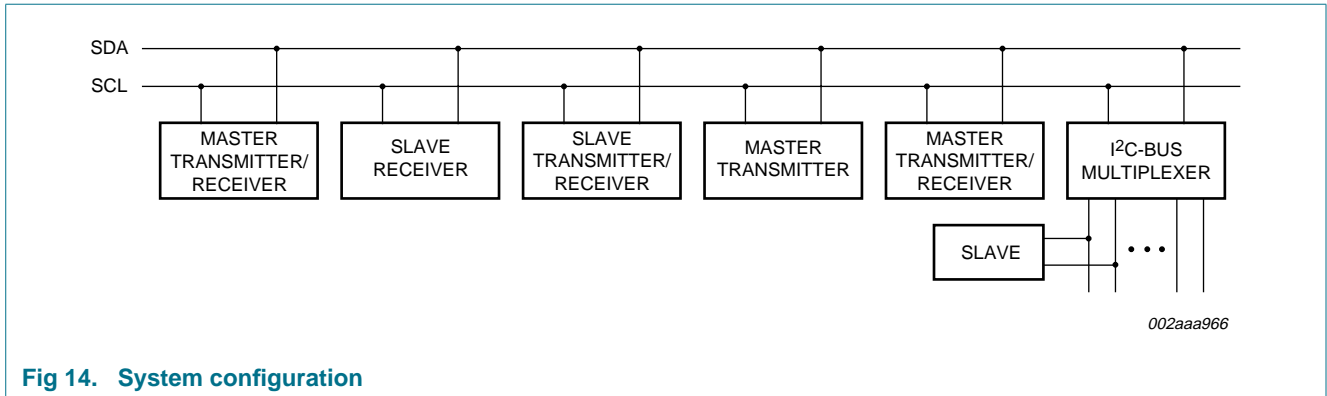 SDA
SCL
MASTER
TRANSMITTER/
RECEIVER
SLAVE
RECEIVER
SLAVE
TRANSMITTER/
RECEIVER
MASTER
TRANSMITTER
MASTER
TRANSMITTER/
RECEIVER
I²C-BUS
MULTIPLEXER
SLAVE
002aaa966
Fig 14. System configuration